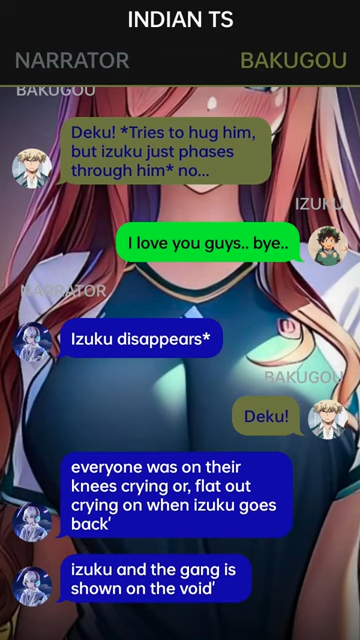 INDIAN TS
NARRATOR
BAKUGOU
BAKUGOU
Deku! *Tries to hug him,
but izuku just phases
through him* no...
IZUKU
I love you guys.. bye..
NARRATOR
Izuku disappears*
BAKUGOU
Deku!
everyone was on their
knees crying or, flat out
crying on when izuku goes
back'
izuku and the gang is
shown on the void'